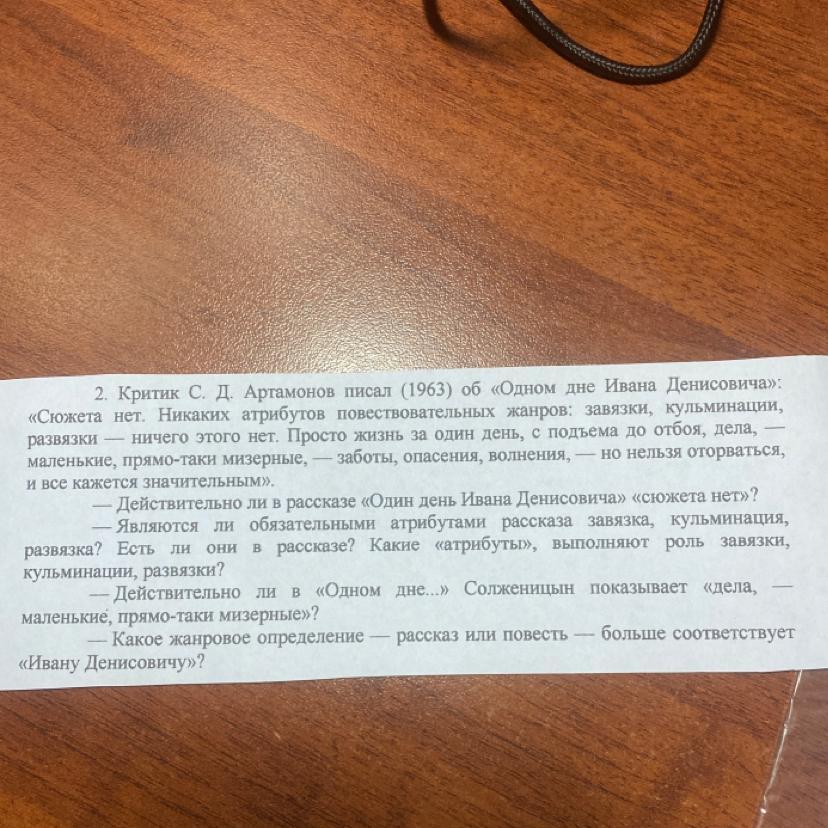 2. Критик С. Д. Артамонов писал (1963) об «Одном дне Ивана Денисовича»:
«Сюжета нет. Никаких атрибутов повествовательных жанров: завязки, кульминации,
развязки — ничего этого нет. Просто жизнь за один день, с подъема до отбоя, дела, —
маленькие, прямо-таки мизерные, — заботы, опасения, волнения, — но нельзя оторваться,
и все кажется значительным».
— Действительно ли в рассказе «Один день Ивана Денисовича» «сюжета нет»?
— Являются ли обязательными атрибутами рассказа завязка, кульминация,
развязка? Есть ли они в рассказе? Какие «атрибуты», выполняют роль завязки,
кульминации, развязки?
— Действительно ли в «Одном дне...» Солженицын показывает «дела, —
маленькие, прямо-таки мизерные»?
— Какое жанровое определение — рассказ или повесть — больше соответствует
«Ивану Денисовичу»?